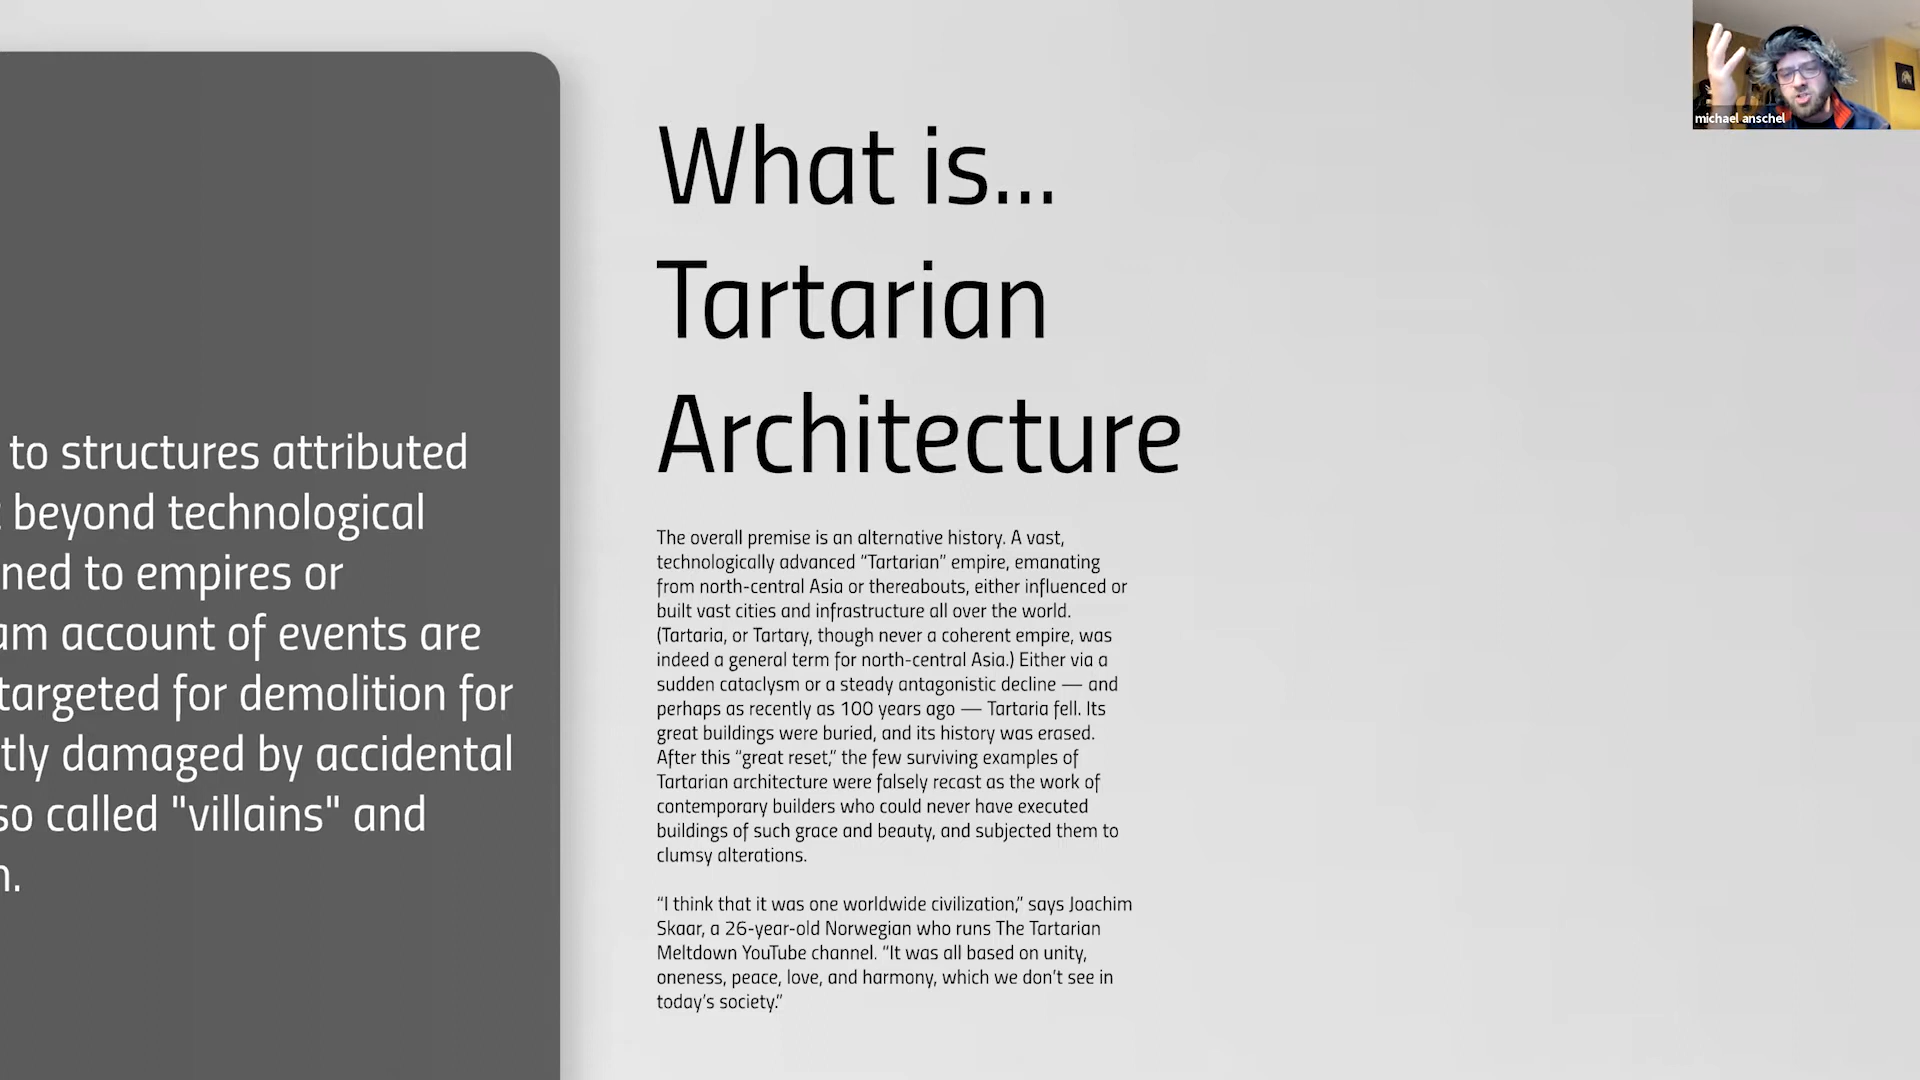 to structures attributed
beyond technological
ned to empires or
am account of events are
targeted for demolition for
tly damaged by accidental
so called "villains" and
n.
What is...
Tartarian
Architecture
The overall premise is an alternative history. A vast,
technologically advanced “Tartarian” empire, emanating
from north-central Asia or thereabouts, either influenced or
built vast cities and infrastructure all over the world.
(Tartaria, or Tartary, though never a coherent empire, was
indeed a general term for north-central Asia.) Either via a
sudden cataclysm or a steady antagonistic decline — and
perhaps as recently as 100 years ago — Tartaria fell. Its
great buildings were buried, and its history was erased.
After this “great reset,” the few surviving examples of
Tartarian architecture were falsely recast as the work of
contemporary builders who could never have executed
buildings of such grace and beauty, and subjected them to
clumsy alterations.
“I think that it was one worldwide civilization,” says Joachim
Skaar, a 26-year-old Norwegian who runs The Tartarian
Meltdown YouTube channel. “It was all based on unity,
oneness, peace, love, and harmony, which we don’t see in
today’s society.”
michael anschel